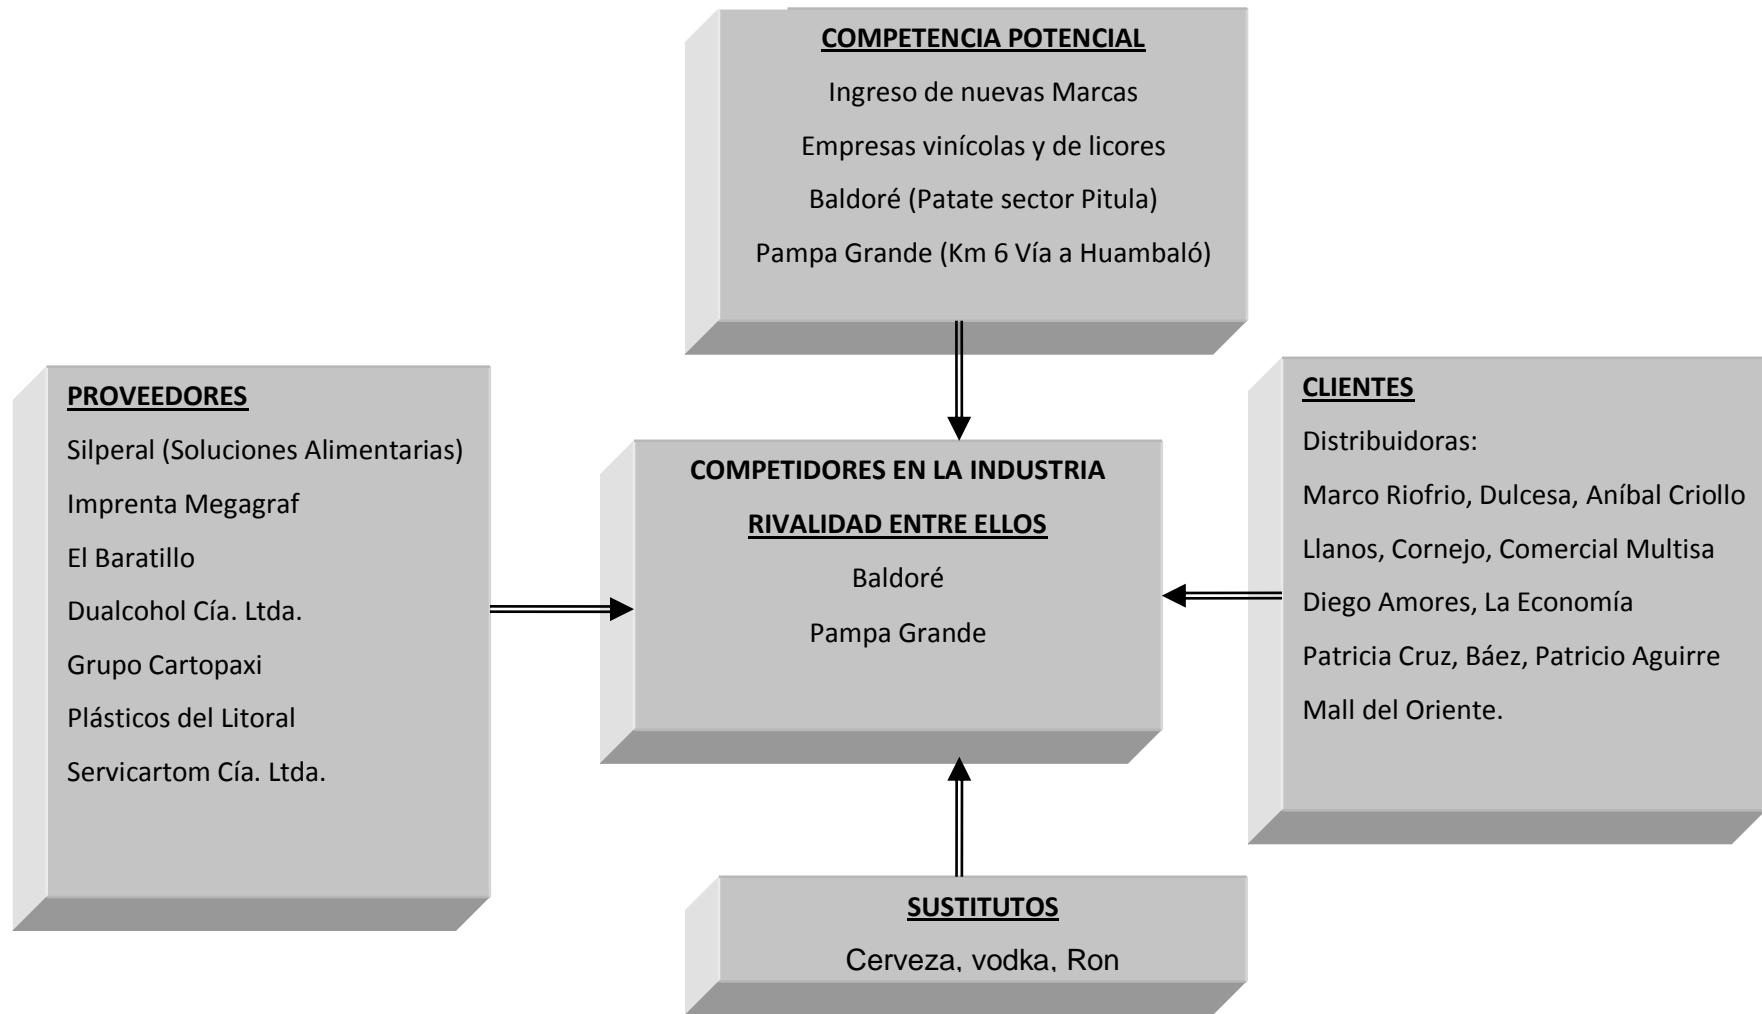 COMPETENCIA POTENCIAL
Ingreso de nuevas Marcas
Empresas vinícolas y de licores
Baldoré (Patate sector Pitula)
Pampa Grande (Km 6 Vía a Huambaló)
PROVEEDORES
Silperal (Soluciones Alimentarias)
Imprenta Megagraf
El Baratillo
Dualcohol Cía. Ltda.
Grupo Cartopaxi
Plásticos del Litoral
Servicartom Cía. Ltda.
COMPETIDORES EN LA INDUSTRIA
RIVALIDAD ENTRE ELLOS
Baldoré
Pampa Grande
CLIENTES
Distribuidoras:
Marco Riofrio, Dulcesa, Aníbal Criollo
Llanos, Cornejo, Comercial Multisa
Diego Amores, La Economía
Patricia Cruz, Báez, Patricio Aguirre
Mall del Oriente.
SUSTITUTOS
Cerveza, vodka, Ron